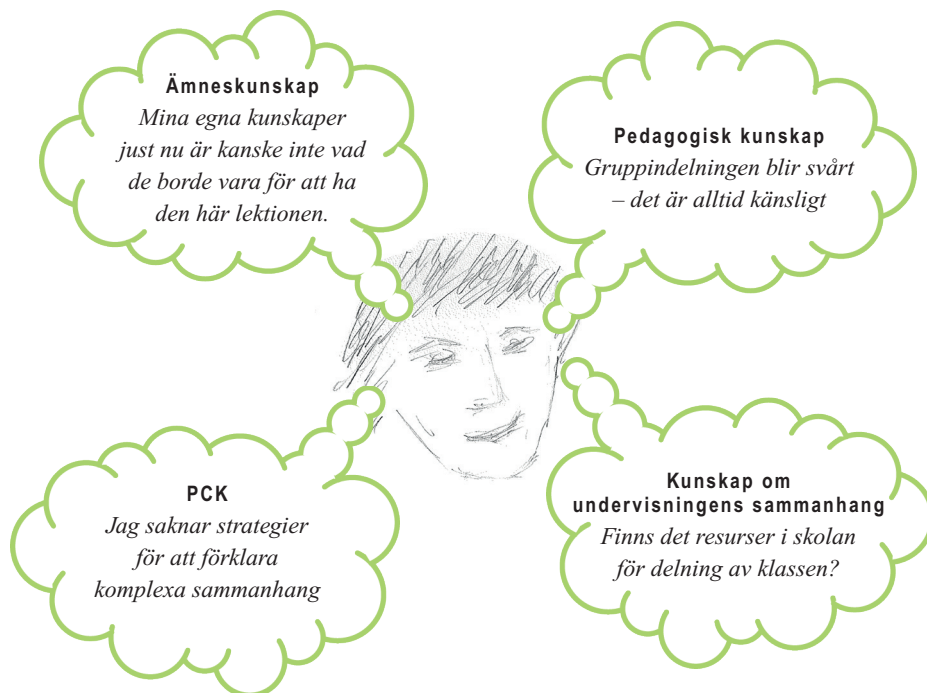 Ämneskunskap
Mina egna kunskaper
just nu är kanske inte vad
de borde vara för att ha
den här lektionen.
Pedagogisk kunskap
Gruppindelningen blir svårt
– det är alltid känsligt
PCK
Jag saknar strategier
för att förklara
komplexa sammanhang
Kunskap om
undervisningens sammanhang
Finns det resurser i skolan
för delning av klassen?